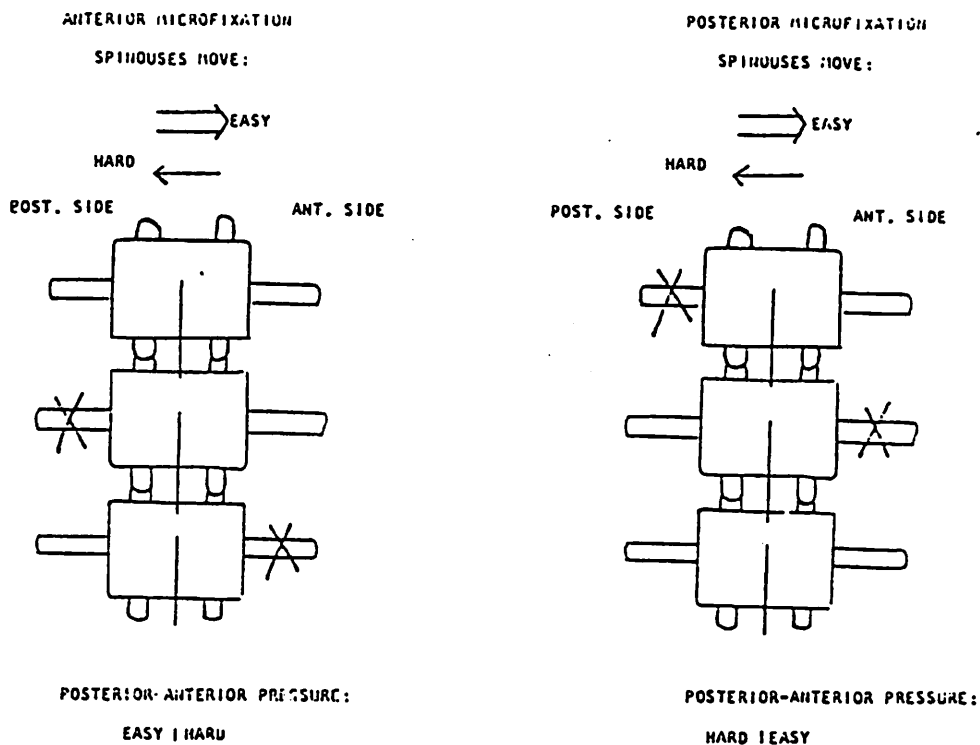 ANTERIOR MICROFIXATION
SPINOUSES MOVE:
EASY
HARD
POST. SIDE
ANT. SIDE
POSTERIOR-ANTERIOR PRESSURE:
EASY | HARD
POSTERIOR MICROFIXATION
SPINOUSES MOVE:
EASY
HARD
POST. SIDE
ANT. SIDE
POSTERIOR-ANTERIOR PRESSURE:
HARD | EASY